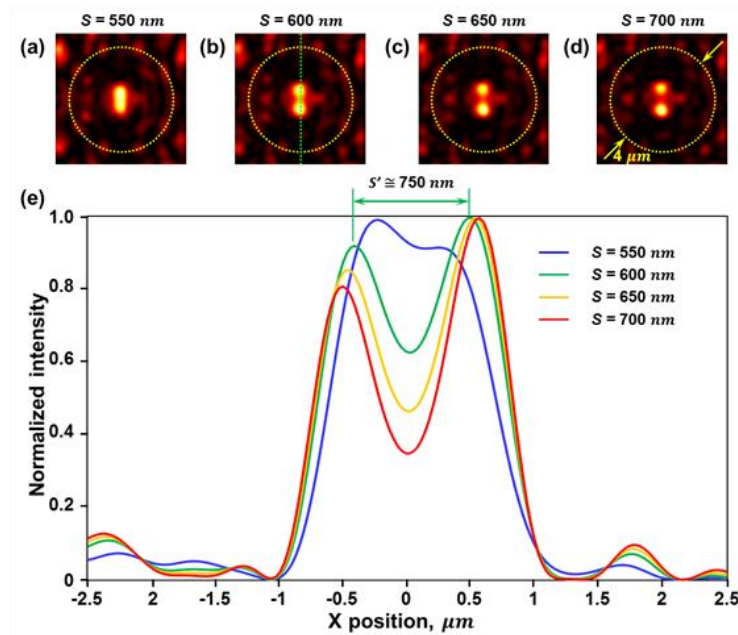 S = 550 nm
S = 600 nm
S = 650 nm
S = 700 nm
(a)
(b)
(c)
(d)
4 μm
(e)
S′ ≅ 750 nm
1.0
0.8
0.6
0.4
0.2
0
Normalized intensity
S = 550 nm
S = 600 nm
S = 650 nm
S = 700 nm
-2.5 2 -1.5 -1 -0.5 0 0.5 1 1.5 2 2.5
X position, μm